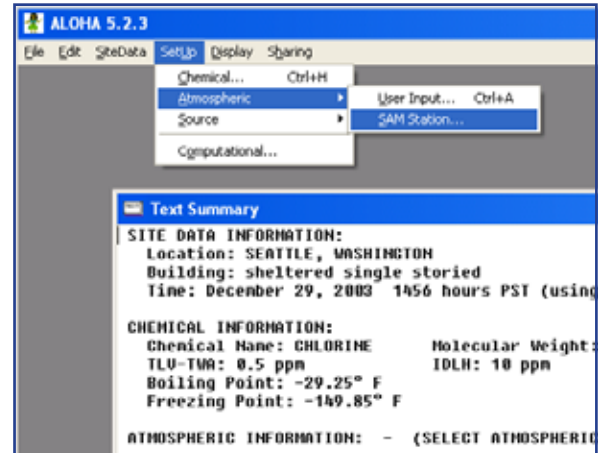 ALOHA 5.2.3
File Edit SiteData SetUp Display Sharing
Chemical... Ctrl+H
Atmospheric
User Input... Ctrl+A
Source
SAM Station...
Computational...
Text Summary
SITE DATA INFORMATION:
Location: SEATTLE, WASHINGTON
Building: sheltered single storied
Time: December 29, 2003 1456 hours PST (using
CHEMICAL INFORMATION:
Chemical Name: CHLORINE Molecular Weight:
TLV-TWA: 0.5 ppm IDLH: 10 ppm
Boiling Point: -29.25° F
Freezing Point: -149.85° F
ATMOSPHERIC INFORMATION: - (SELECT ATMOSPHERIC